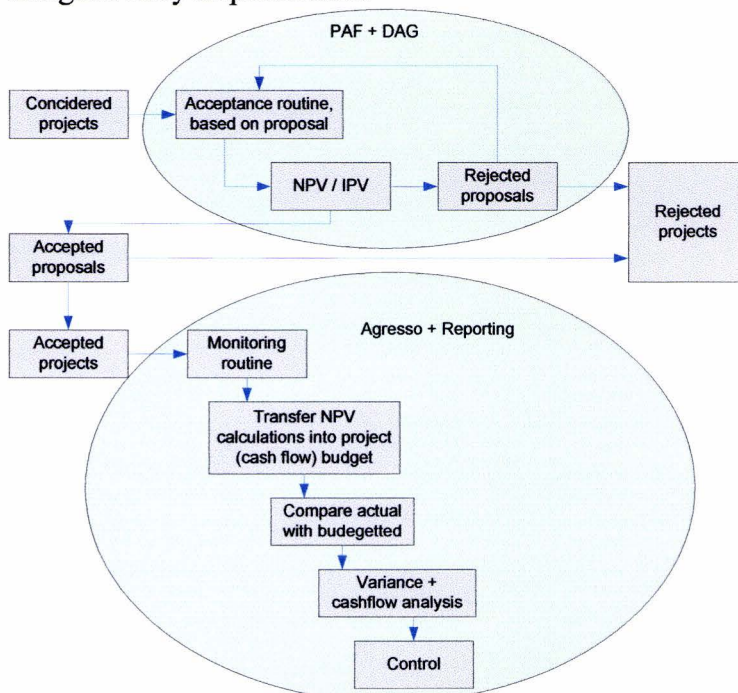 PAF + DAG
Concidered
projects
Acceptance routine,
based on proposal
NPV / IPV
Rejected
proposals
Rejected
projects
Accepted
proposals
Agresso + Reporting
Accepted
projects
Monitoring
routine
Transfer NPV
calculations into project
(cash flow) budget
Compare actual
with budegetted
Variance +
cashflow analysis
Control